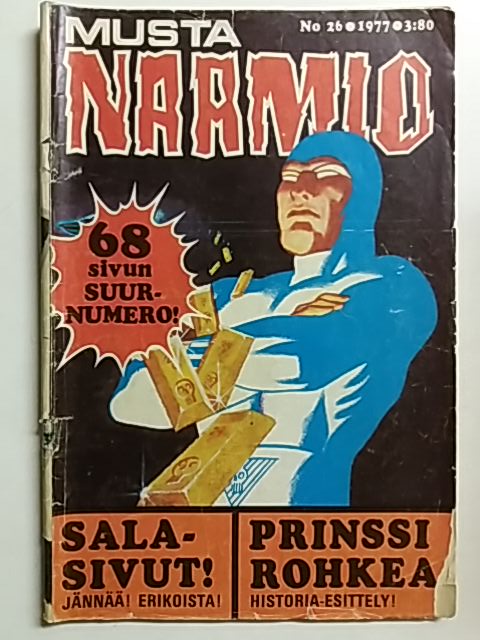 MUSTA
No 26•1977•3:80
NAAMIO
68
sivun
SUUR-
NUMERO!
SALA-
SIVUT!
JÄNNÄÄ! ERIKOISTA!
PRINSSI
ROHKEA
HISTORIA-ESITTELY!